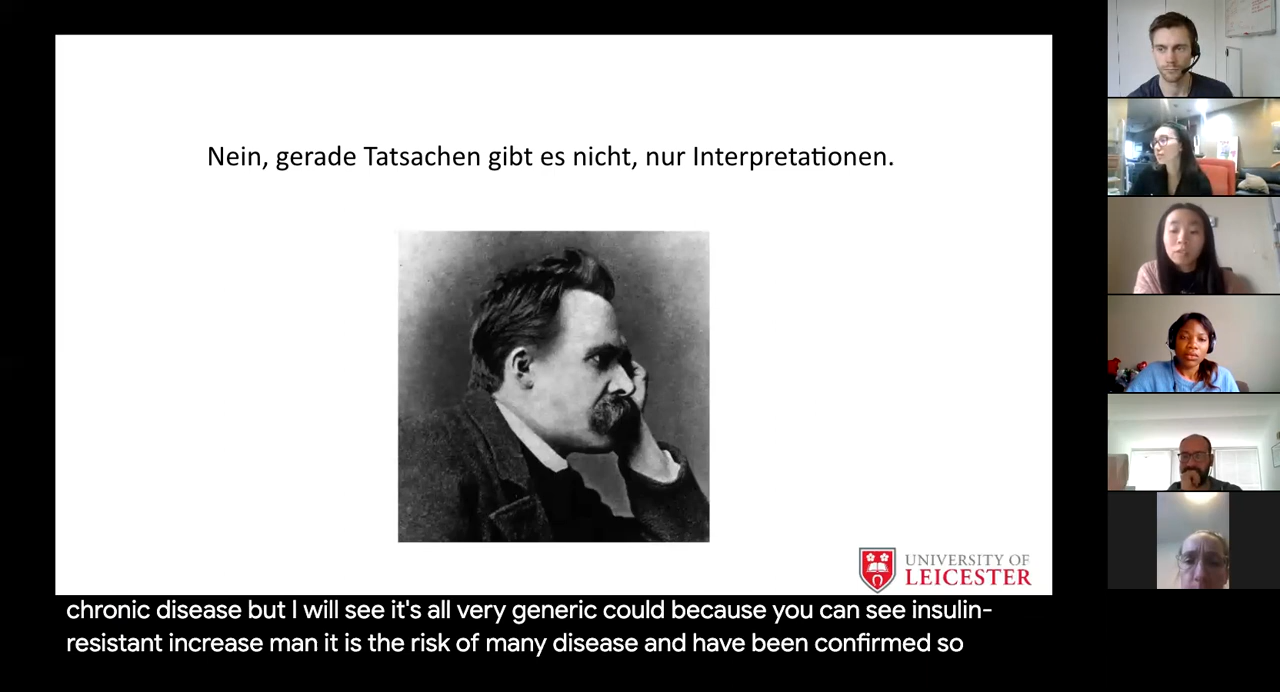 Nein, gerade Tatsachen gibt es nicht, nur Interpretationen.
UNIVERSITY OF
LEICESTER
chronic disease but I will see it's all very generic could because you can see insulin-
resistant increase man it is the risk of many disease and have been confirmed so